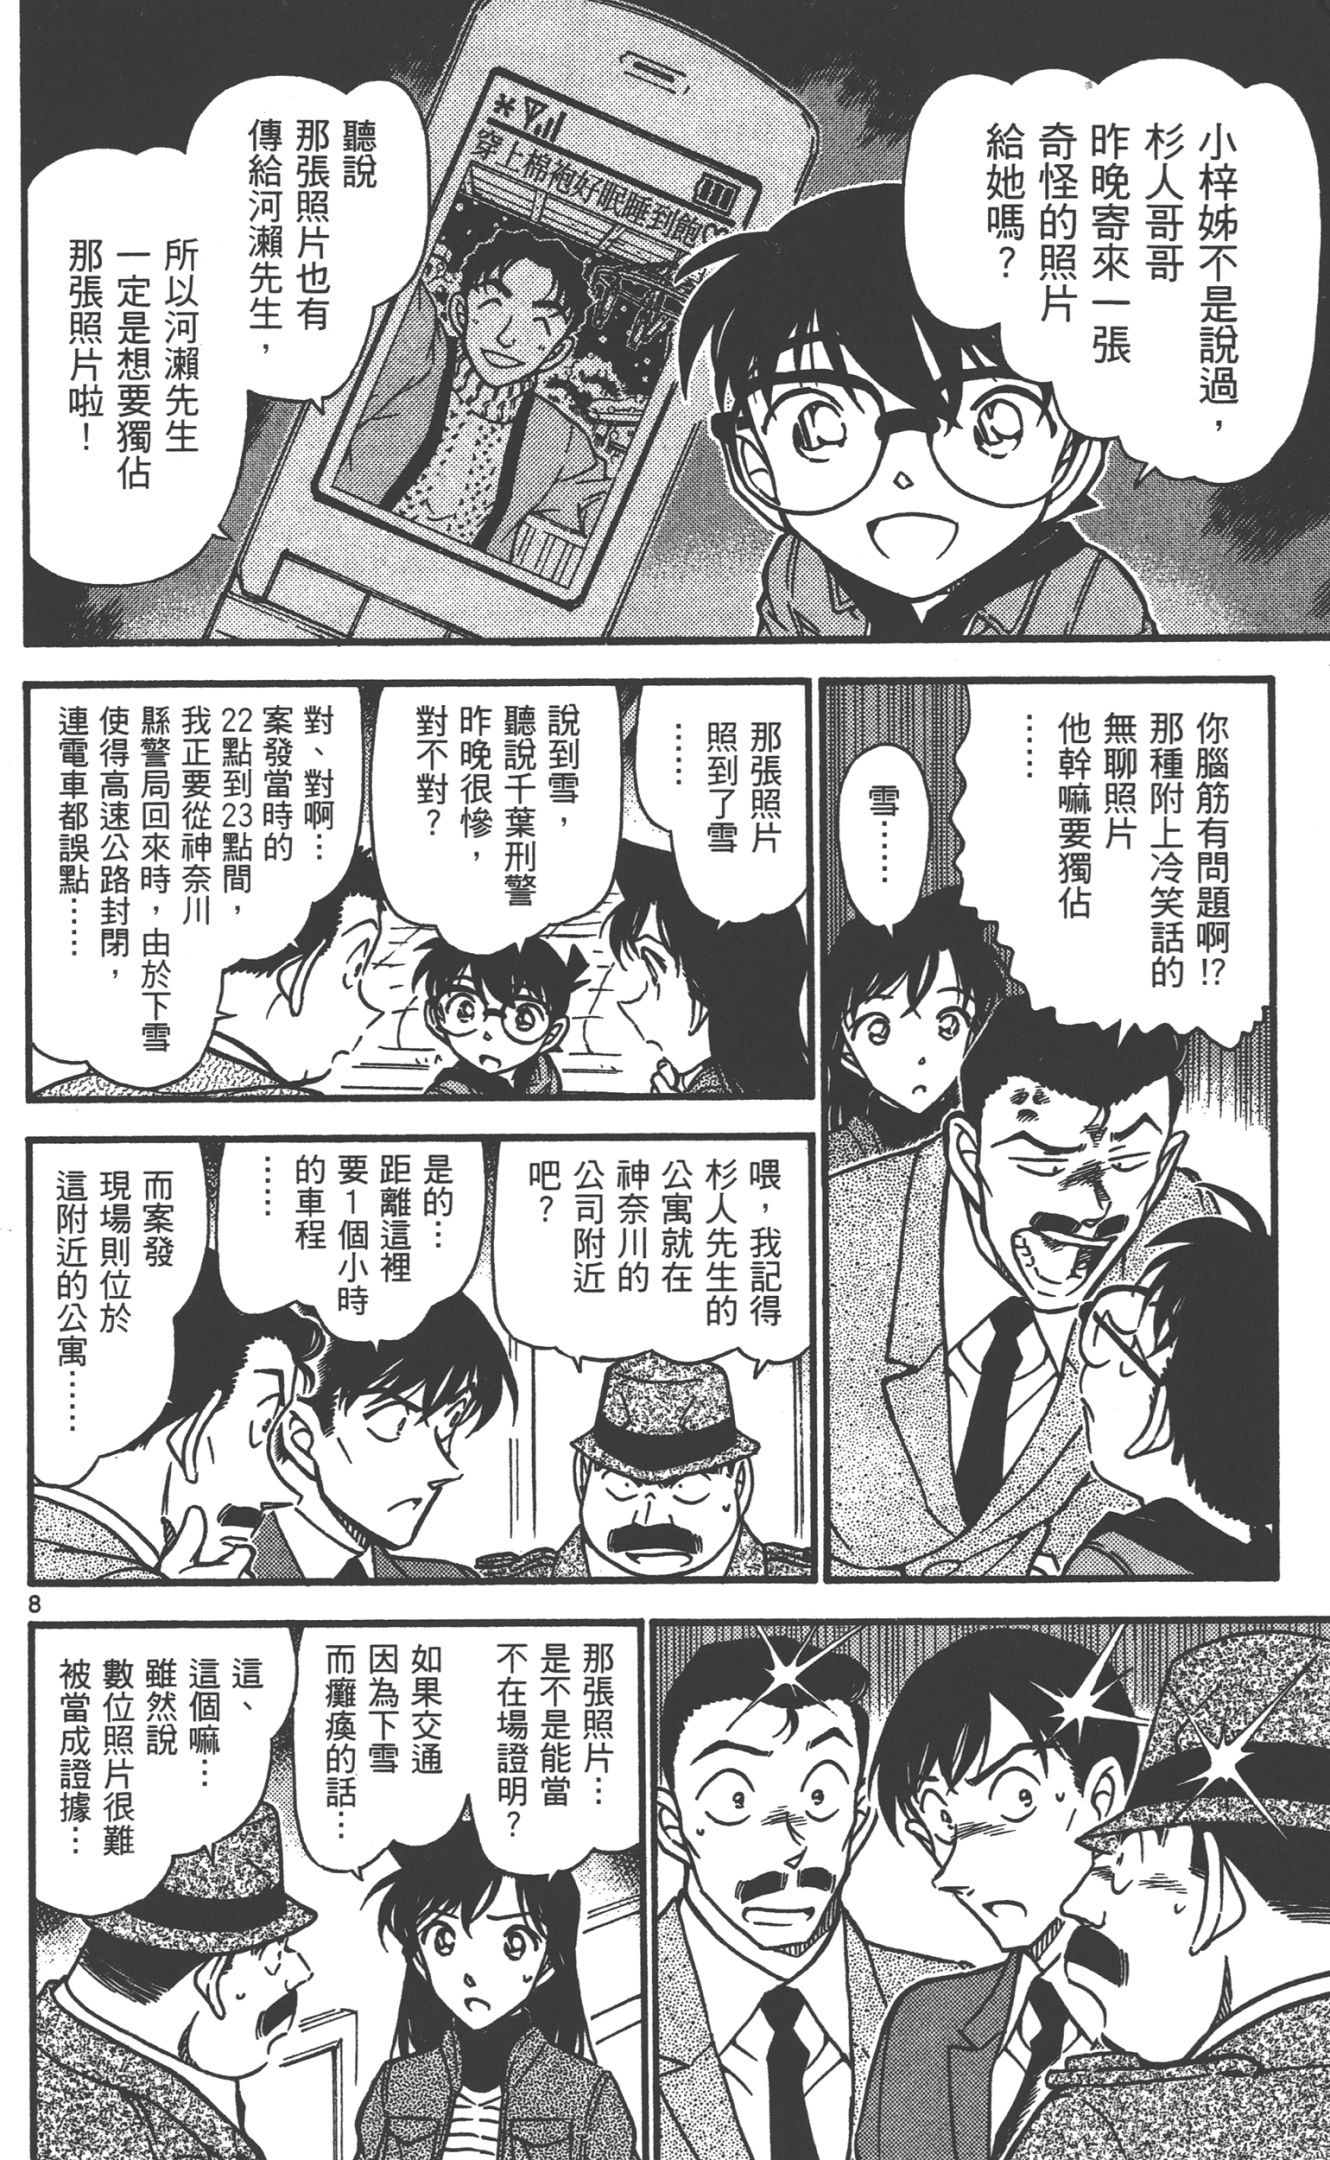 小梓姊不是說過，
杉人哥哥
昨晚寄來一張
奇怪的照片
給她嗎？
穿上棉袍好眠睡到飽♡
聽說
那張照片也有
傳給河瀨先生，
所以河瀨先生
一定是想要獨佔
那張照片啦！
你腦筋有問題啊!?
那種附上冷笑話的
無聊照片
他幹嘛要獨佔
……
雪……
那張照片
照到了雪
……
說到雪，
聽說千葉刑警
昨晚很慘，
對不對？
對、對啊…
案發當時的
22點到23點間，
我正要從神奈川
縣警局回來時，由於下雪
使得高速公路封閉，
連電車都誤點……
喂，我記得
杉人先生的
公寓就在
神奈川的
公司附近
吧？
是的…
距離這裡
要1個小時
的車程
……
而案發
現場則位於
這附近的公寓……
8
那張照片…
是不是能當
不在場證明？
如果交通
因為下雪
而癱瘓的話…
這、
這個嘛…
雖然說
數位照片很難
被當成證據…